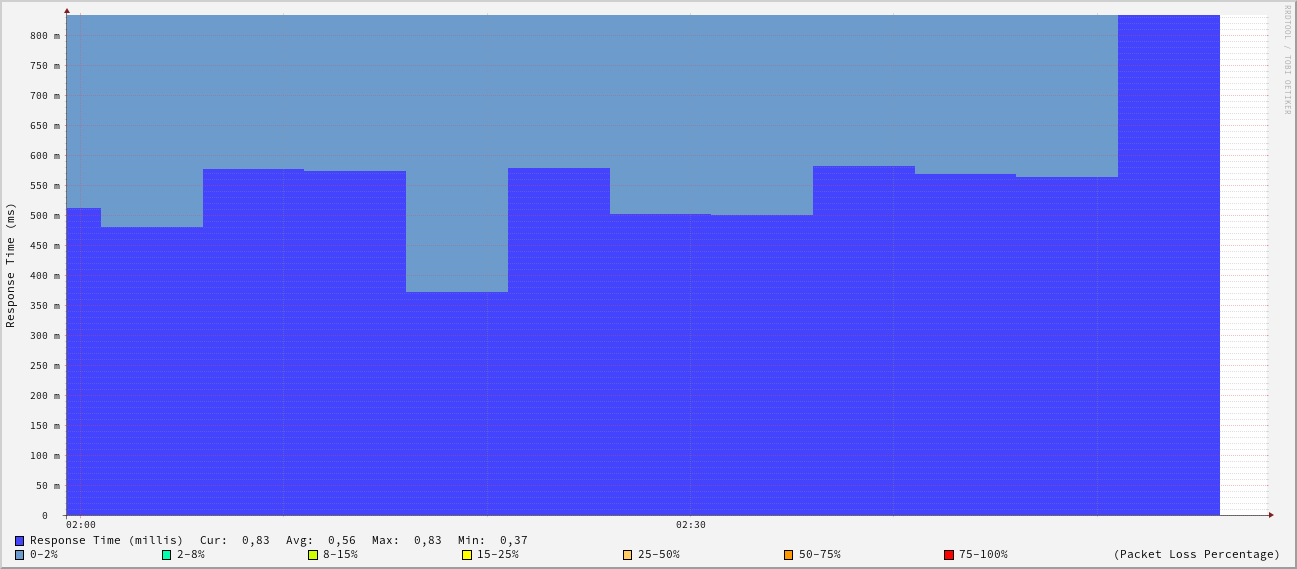 RRDTOOL / TOBI OETIKER
Response Time (ms)
800 m
750 m
700 m
650 m
600 m
550 m
500 m
450 m
400 m
350 m
300 m
250 m
200 m
150 m
100 m
50 m
0
02:00 02:30
Response Time (millis) Cur: 0,83 Avg: 0,56 Max: 0,83 Min: 0,37
0-2% 2-8% 8-15% 15-25% 25-50% 50-75% 75-100% (Packet Loss Percentage)